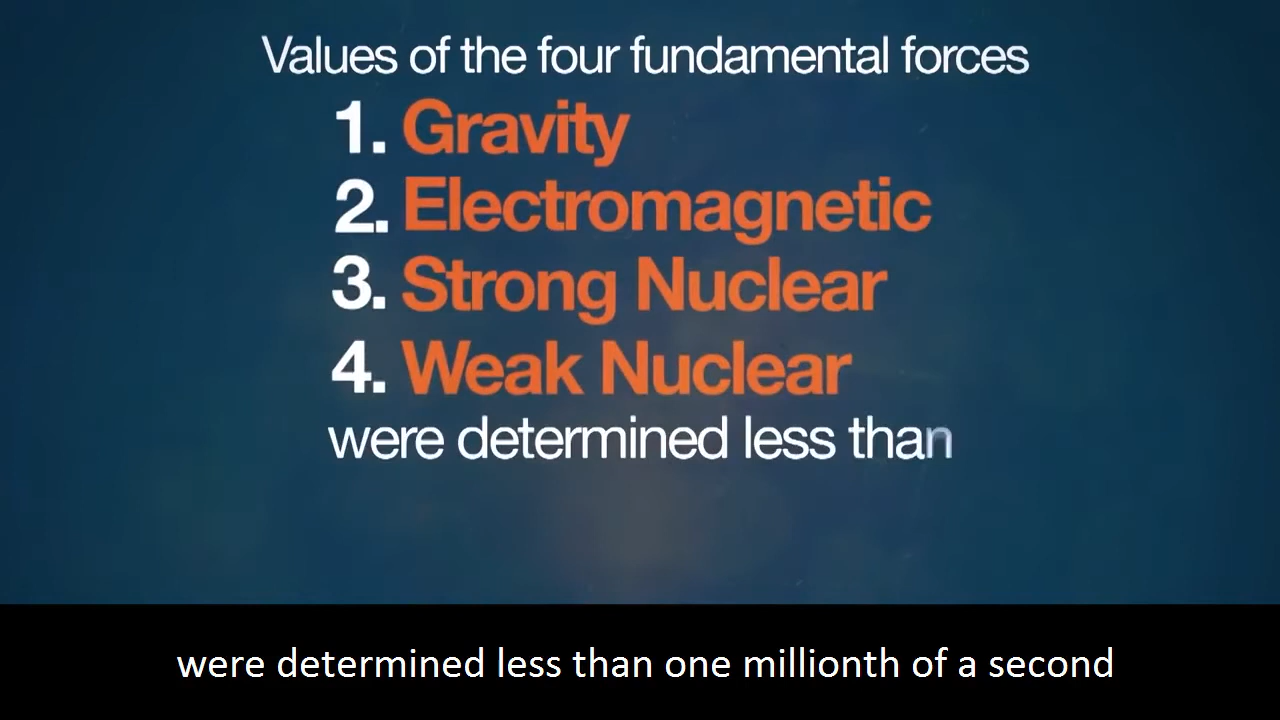 Values of the four fundamental forces
1. Gravity
2. Electromagnetic
3. Strong Nuclear
4. Weak Nuclear
were determined less than
were determined less than one millionth of a second